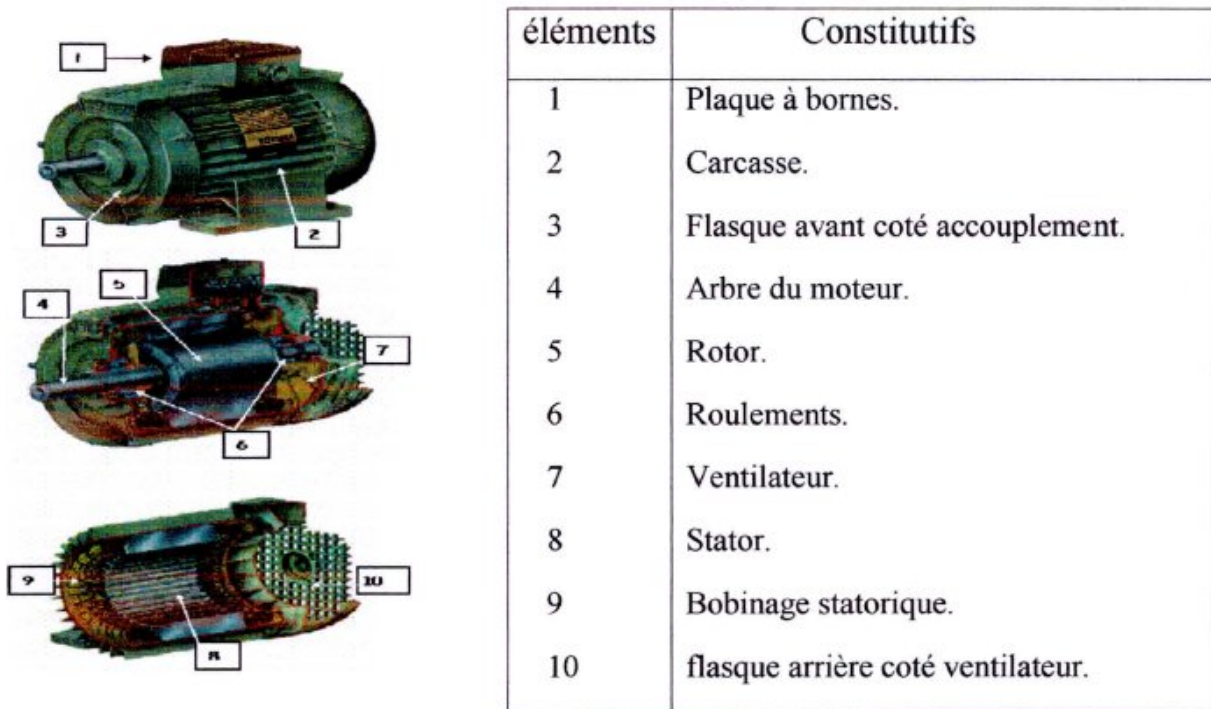 éléments Constitutifs
1 Plaque à bornes.
2 Carcasse.
3 Flasque avant coté accouplement.
4 Arbre du moteur.
5 Rotor.
6 Roulements.
7 Ventilateur.
8 Stator.
9 Bobinage statorique.
10 flasque arrière coté ventilateur.
1
3
2
5
4
7
6
9
10
8